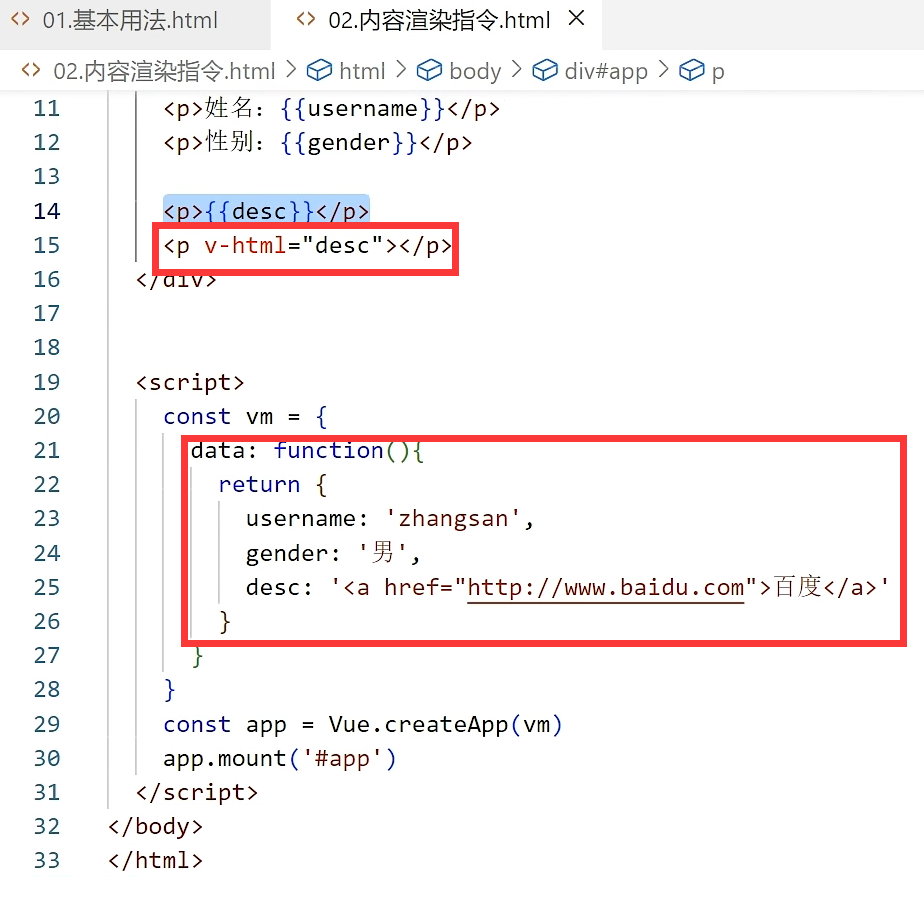 01.基本用法.html
02.内容渲染指令.html
02.内容渲染指令.html html body div#app p
11 <p>姓名：{{username}}</p>
12 <p>性别：{{gender}}</p>
13
14 <p>{{desc}}</p>
15 <p v-html="desc"></p>
16 </div>
17
18
19 <script>
20 const vm = {
21 data: function(){
22 return {
23 username: 'zhangsan',
24 gender: '男',
25 desc: '<a href="http://www.baidu.com">百度</a>'
26 }
27 }
28 }
29 const app = Vue.createApp(vm)
30 app.mount('#app')
31 </script>
32 </body>
33 </html>